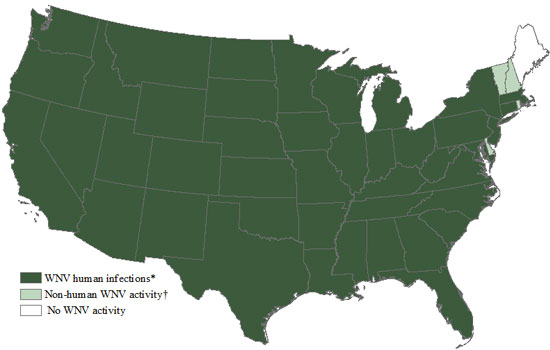 WNV human infections*
Non-human WNV activity†
No WNV activity